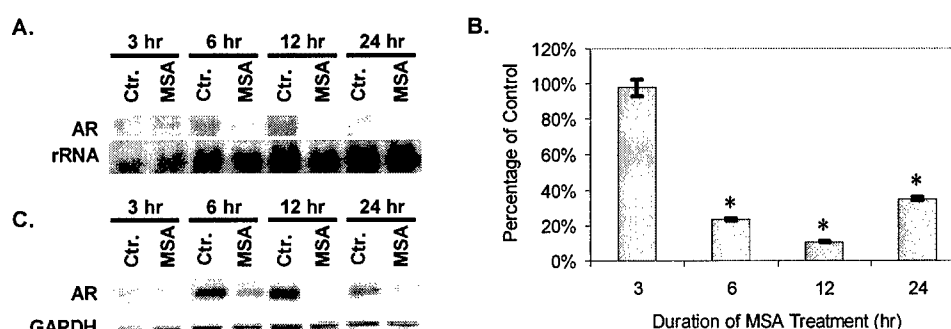 A.
3 hr 6 hr 12 hr 24 hr
Ctr. MSA Ctr. MSA Ctr. MSA Ctr. MSA
AR
rRNA
C.
3 hr 6 hr 12 hr 24 hr
Ctr. MSA Ctr. MSA Ctr. MSA Ctr. MSA
AR
GAPDH
B.
Percentage of Control
120%
100%
80%
60%
40%
20%
0%
* * *
3 6 12 24
Duration of MSA Treatment (hr)